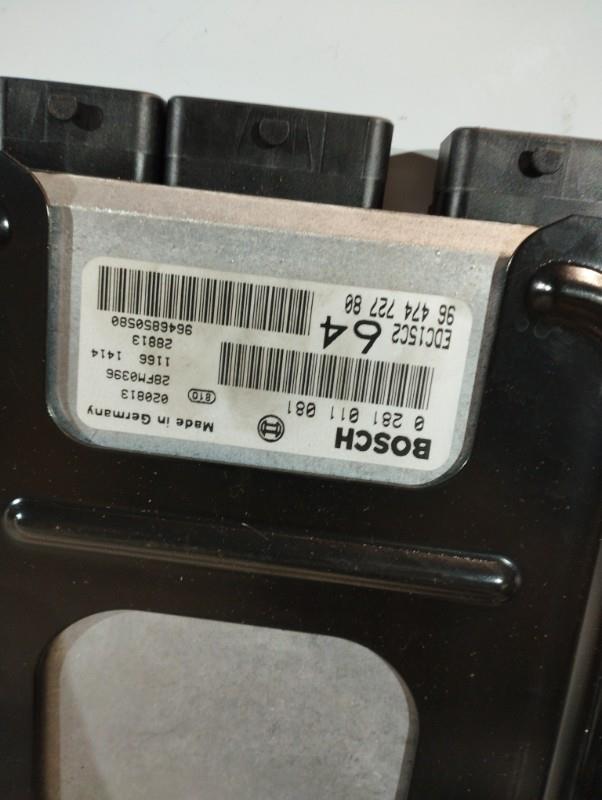 BOSCH
0 281 011 081
EDC15C2
64
96 474 727 80
Made in Germany
020813
810
28FM0396
1166 1414
28813
9646850580